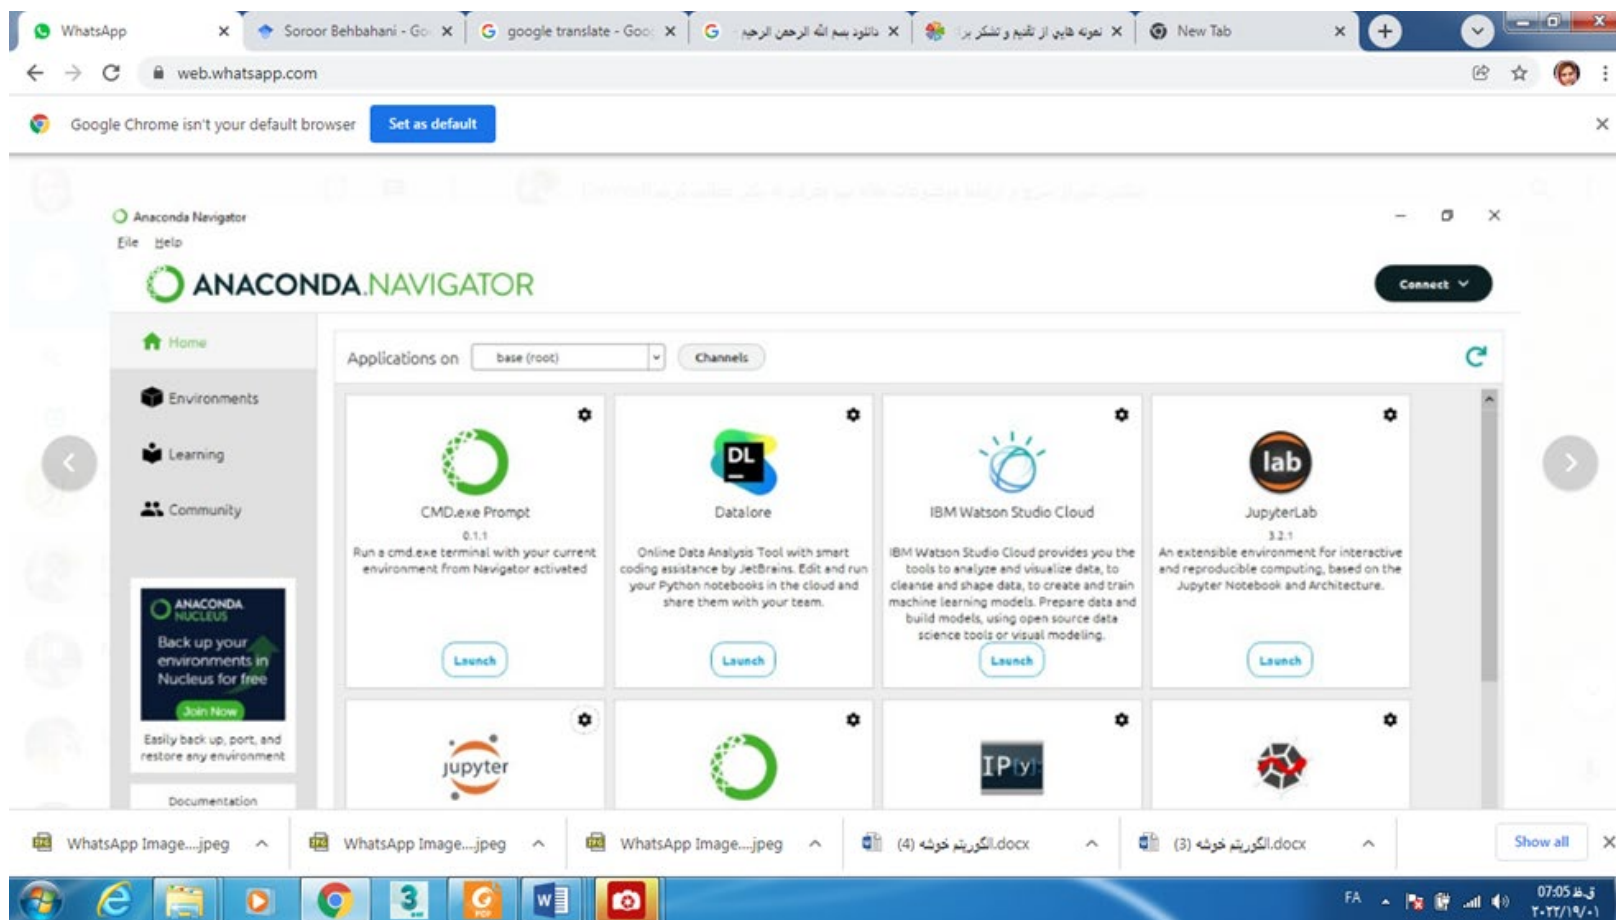 WhatsApp
Soroor Behbahani - Go
google translate - Goo
دانلود بسم الله الرحمن الرحيم
نمونه هایی از تقدیم و تشکر برا
New Tab
web.whatsapp.com
Google Chrome isn't your default browser
Set as default
Anaconda Navigator
File Help
ANACONDA.NAVIGATOR
Connect
Home
Environments
Learning
Community
Applications on
base (root)
Channels
CMD.exe Prompt
0.1.1
Run a cmd.exe terminal with your current
environment from Navigator activated
Launch
DL
Datalore
Online Data Analysis Tool with smart
coding assistance by JetBrains. Edit and run
your Python notebooks in the cloud and
share them with your team.
Launch
IBM Watson Studio Cloud
IBM Watson Studio Cloud provides you the
tools to analyze and visualize data, to
cleanse and shape data, to create and train
machine learning models. Prepare data and
build models, using open source data
science tools or visual modeling.
Launch
lab
JupyterLab
3.2.1
An extensible environment for interactive
and reproducible computing, based on the
Jupyter Notebook and Architecture.
Launch
jupyter
IP[y]:
ANACONDA
NUCLEUS
Back up your
environments in
Nucleus for free
Join Now
Easily back up, port, and
restore any environment
Documentation
WhatsApp Image....jpeg
WhatsApp Image....jpeg
WhatsApp Image....jpeg
الگوریتم خوشه (4).docx
الگوریتم خوشه (3).docx
Show all
3
PDF
W
FA
07:05 ق.ظ
۲۰۲۲/۱۹/۰۱